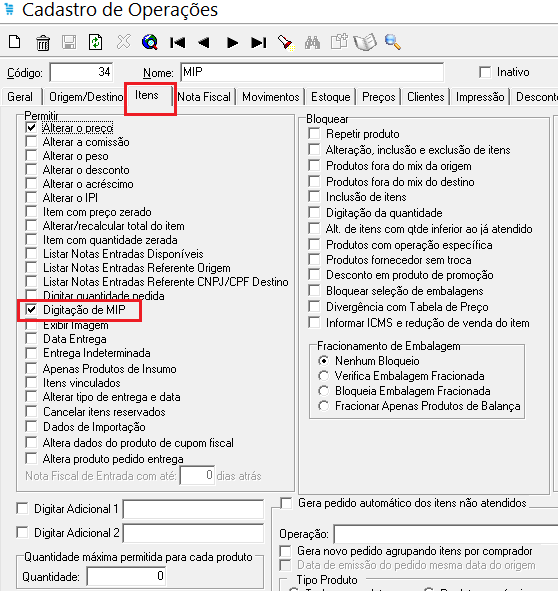 Cadastro de Operações
Código: 34 Nome: MIP Inativo
Geral Origem/Destino Itens Nota Fiscal Movimentos Estoque Preços Clientes Impressão Descont
Permitir
Alterar o preço
Alterar a comissão
Alterar o peso
Alterar o desconto
Alterar o acréscimo
Alterar o IPI
Item com preço zerado
Alterar/recalcular total do item
Item com quantidade zerada
Listar Notas Entradas Disponíveis
Listar Notas Entradas Referente Origem
Listar Notas Entradas Referente CNPJ/CPF Destino
Digitar quantidade pedida
Digitação de MIP
Exibir Imagem
Data Entrega
Entrega Indeterminada
Apenas Produtos de Insumo
Itens vinculados
Alterar tipo de entrega e data
Cancelar itens reservados
Dados de Importação
Altera dados do produto de cupom fiscal
Altera produto pedido entrega
Nota Fiscal de Entrada com até: 0 dias atrás
Bloquear
Repetir produto
Alteração, inclusão e exclusão de itens
Produtos fora do mix da origem
Produtos fora do mix do destino
Inclusão de itens
Digitação da quantidade
Alt. de itens com qtde inferior ao já atendido
Produtos com operação específica
Produtos fornecedor sem troca
Desconto em produto de promoção
Bloquear seleção de embalagens
Divergência com Tabela de Preço
Informar ICMS e redução de venda do item
Fracionamento de Embalagem
Nenhum Bloqueio
Verifica Embalagem Fracionada
Bloqueia Embalagem Fracionada
Fracionar Apenas Produtos de Balança
Digitar Adicional 1
Digitar Adicional 2
Quantidade máxima permitida para cada produto
Quantidade: 0
Gera pedido automático dos itens não atendidos
Operação:
Gera novo pedido agrupando itens por comprador
Data de emissão do pedido mesma data do origem
Tipo Produto